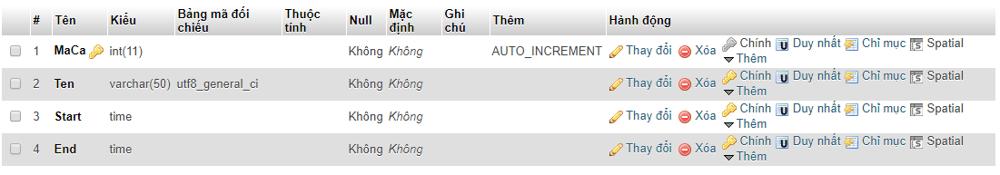 # Tên Kiểu Bảng mã đối chiếu Thuộc tính Null Mặc định Ghi chú Thêm Hành động
1 MaCa int(11) Không Không AUTO_INCREMENT Thay đổi Xóa Chính Duy nhất Chỉ mục Spatial
Thêm
2 Ten varchar(50) utf8_general_ci Không Không Thay đổi Xóa Chính Duy nhất Chỉ mục Spatial
Thêm
3 Start time Không Không Thay đổi Xóa Chính Duy nhất Chỉ mục Spatial
Thêm
4 End time Không Không Thay đổi Xóa Chính Duy nhất Chỉ mục Spatial
Thêm